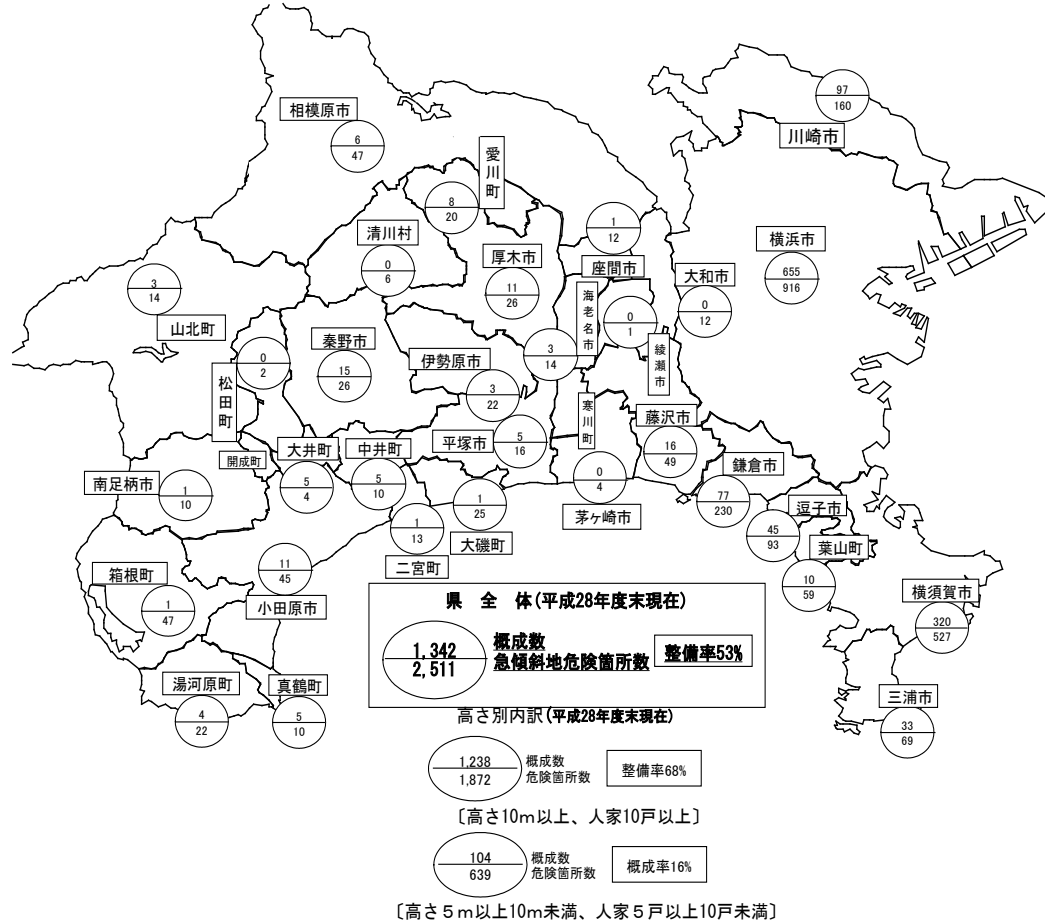 97
160
川崎市
相模原市
6
47
愛川町
8
20
清川村
0
6
厚木市
11
26
1
12
座間市
横浜市
655
916
大和市
0
12
海老名市
0
1
綾瀬市
3
14
山北町
0
2
松田町
秦野市
15
26
伊勢原市
3
22
3
14
寒川町
藤沢市
16
49
平塚市
5
16
大井町
5
4
中井町
5
10
開成町
南足柄市
1
10
0
4
茅ヶ崎市
鎌倉市
77
230
逗子市
45
93
葉山町
10
59
1
25
大磯町
1
13
二宮町
11
45
小田原市
箱根町
1
47
横須賀市
320
527
三浦市
33
69
湯河原町
4
22
真鶴町
5
10
県 全 体(平成28年度末現在)
1,342
2,511
概成数
急傾斜地危険箇所数
整備率53%
高さ別内訳(平成28年度末現在)
1,238
1,872
概成数
危険箇所数
整備率68%
〔高さ10m以上、人家10戸以上〕
104
639
概成数
危険箇所数
概成率16%
〔高さ５ｍ以上10ｍ未満、人家５戸以上10戸未満〕